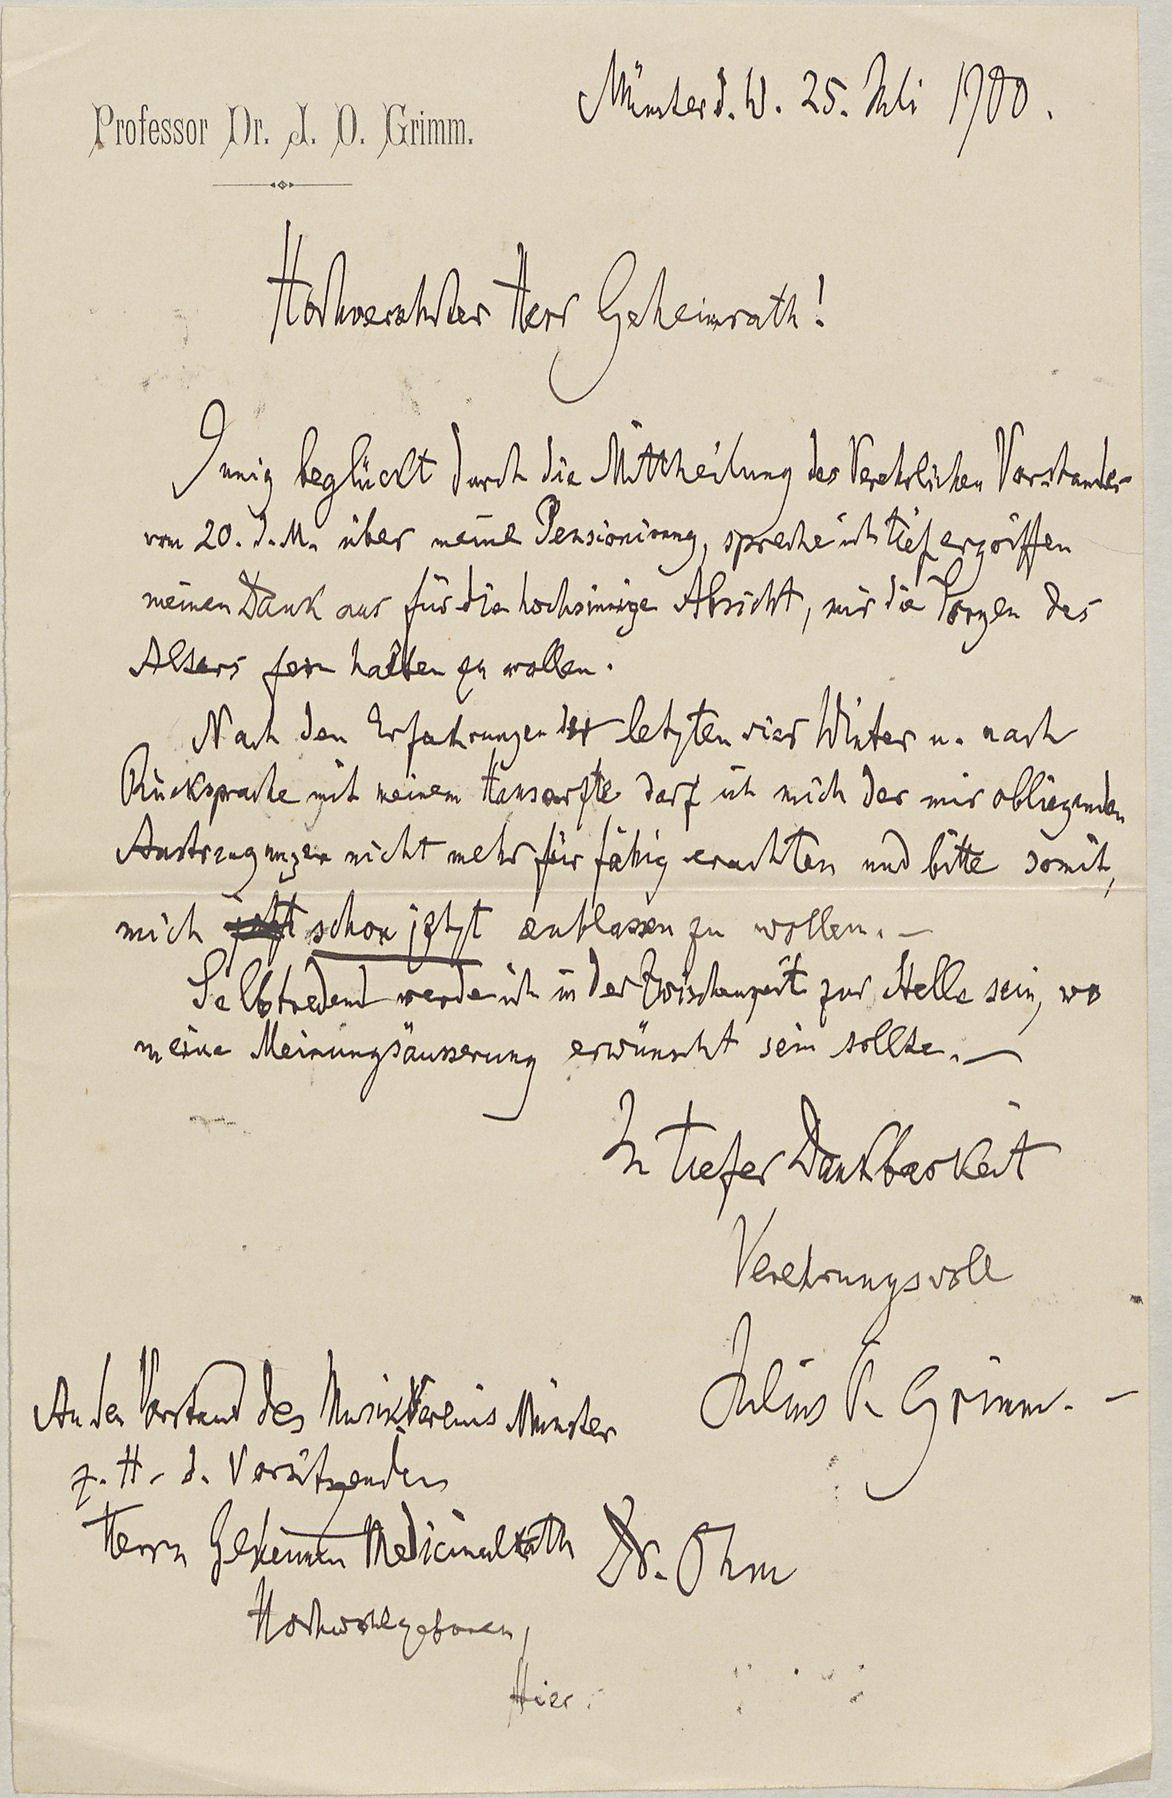 Professor Dr. J. O. Grimm.
Münster i. W. 25. Juli 1900.
Hochverehrter Herr Geheimrath!
Innig beglückt durch die Mittheilung des Verehrlichen Vorstandes
vom 20. d. M. über meine Pensionirung, spreche ich tief ergriffen
meinen Dank aus für die hochsinnige Absicht, mir die Sorgen des
Alters fern halten zu wollen.
Nach den Erfahrungen der letzten vier Winter u. nach
Rücksprache mit meinem Hausarzte darf ich mich der mir obliegenden
Anstrengungen nicht mehr für fähig erachten und bitte somit,
mich jetzt schon jetzt entlassen zu wollen. —
Selbstredend werde ich in der Zwischenzeit zur Stelle sein, wo
meine Meinungsäusserung erwünscht sein sollte. —
In tiefer Dankbarkeit
Verehrungsvoll
Julius O. Grimm. —
An den Vorstand des Musikvereins Münster
z. H. d. Vorsitzenden
Herrn Geheimen Medicinalrath Dr. Ohm
Hochwohlgeboren,
Hier.